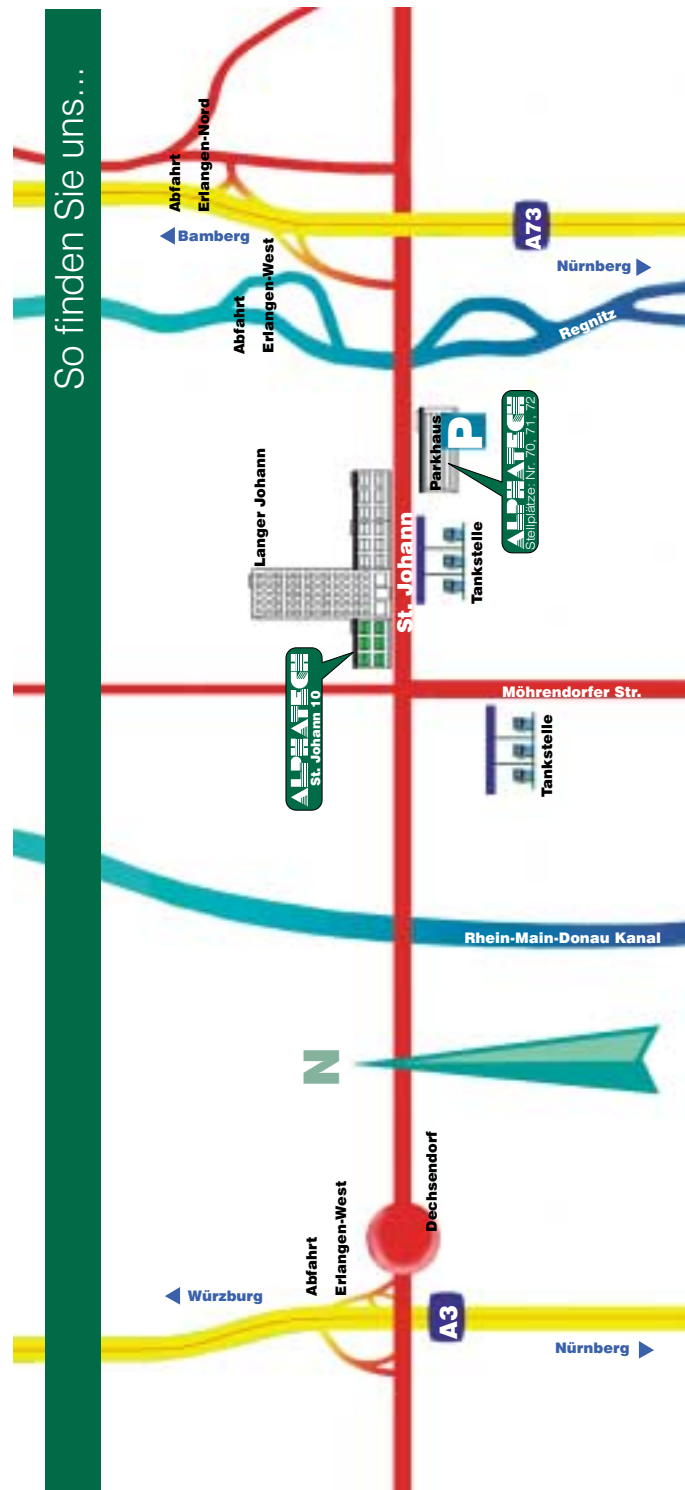 So finden Sie uns...
Abfahrt
Erlangen-Nord
Bamberg
A73
Nürnberg
Abfahrt
Erlangen-West
Regnitz
Langer Johann
Parkhaus
P
ALPHATECH
Stellplätze: Nr. 70, 71, 72
St. Johann
Tankstelle
ALPHATECH
St. Johann 10
Möhrendorfer Str.
Tankstelle
Rhein-Main-Donau Kanal
N
Dechsendorf
Abfahrt
Erlangen-West
Würzburg
A3
Nürnberg